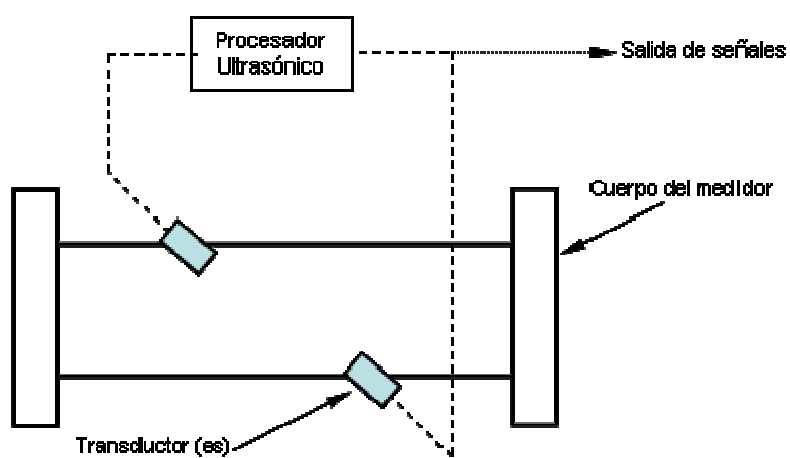 Procesador
Ultrasónico
Salida de señales
Cuerpo del medidor
Transductor (es)